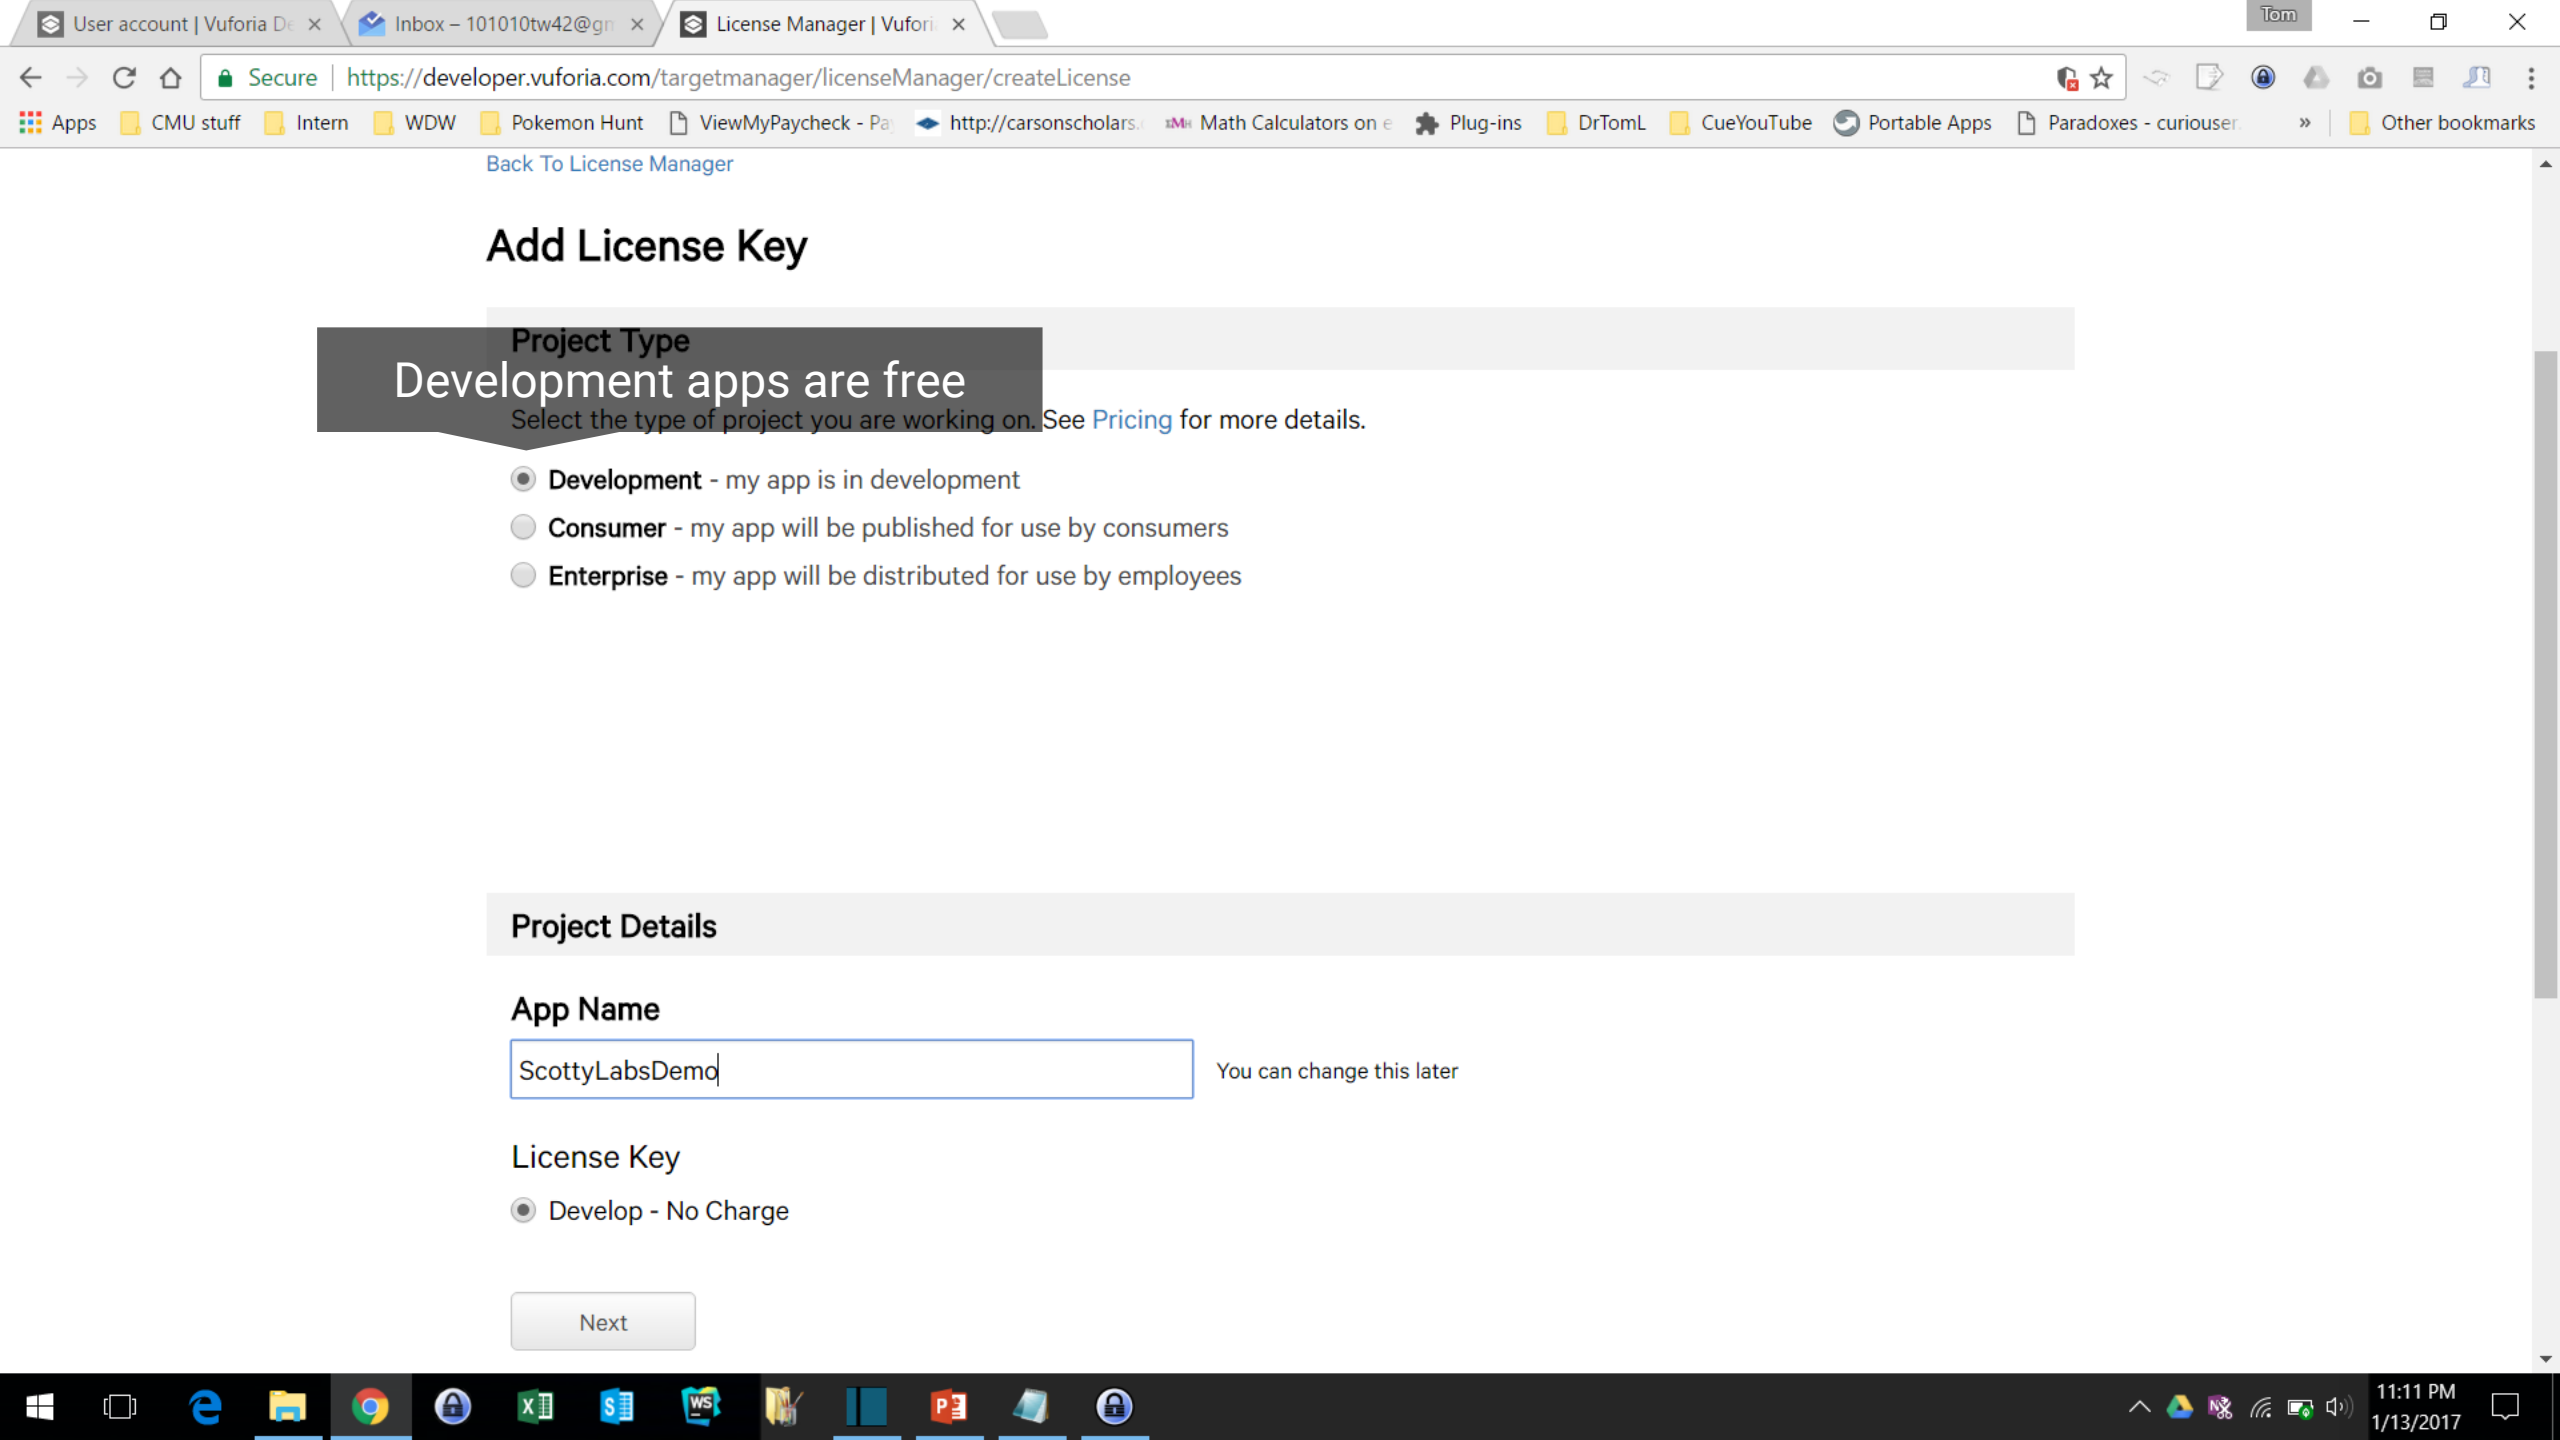 User account | Vuforia De
Inbox – 101010tw42@gm
License Manager | Vufori
Tom
Secure
https://developer.vuforia.com/targetmanager/licenseManager/createLicense
Apps
CMU stuff
Intern
WDW
Pokemon Hunt
ViewMyPaycheck - Pa
http://carsonscholars.
Math Calculators on e
Plug-ins
DrTomL
CueYouTube
Portable Apps
Paradoxes - curiouser.
»
Other bookmarks
Back To License Manager
Add License Key
Project Type
Development apps are free
Select the type of project you are working on. See Pricing for more details.
Development - my app is in development
Consumer - my app will be published for use by consumers
Enterprise - my app will be distributed for use by employees
Project Details
App Name
ScottyLabsDemo
You can change this later
License Key
Develop - No Charge
Next
11:11 PM
1/13/2017